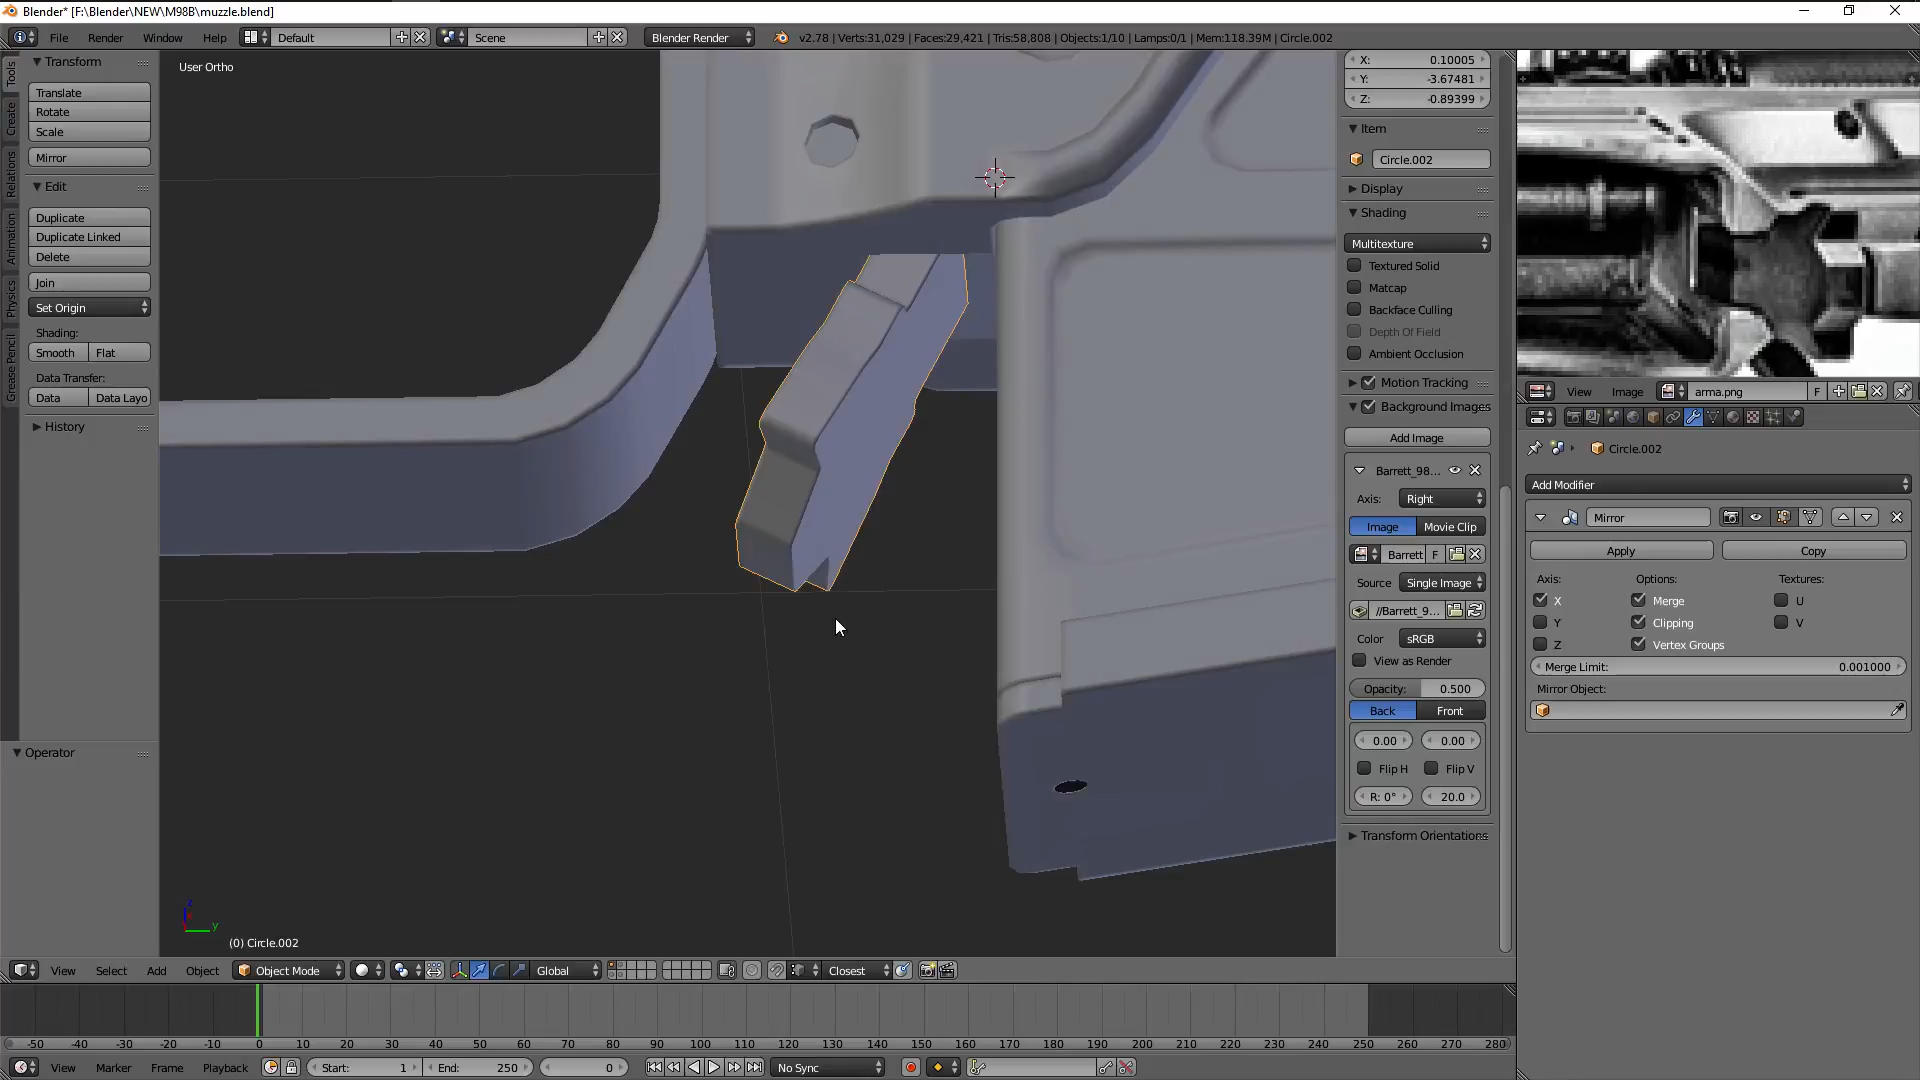 Blender* [F:\Blender\NEW\M98B\muzzle.blend]
File Render Window Help Default Scene Blender Render v2.78 | Verts:31,029 | Faces:29,421 | Tris:58,808 | Objects:1/10 | Lamps:0/1 | Mem:118.39M | Circle.002
Tools
Create
Relations
Animation
Physics
Grease Pencil
Transform
Translate
Rotate
Scale
Mirror
Edit
Duplicate
Duplicate Linked
Delete
Join
Set Origin
Shading:
Smooth Flat
Data Transfer:
Data Data Layo
History
Operator
User Ortho
z
y
(0) Circle.002
X: 0.10005
Y: -3.67481
Z: -0.89399
Item
Circle.002
Display
Shading
Multitexture
Textured Solid
Matcap
Backface Culling
Depth Of Field
Ambient Occlusion
Motion Tracking
Background Images
Add Image
Barrett_98...
Axis: Right
Image Movie Clip
Barrett F
Source Single Image
//Barrett_9...
Color sRGB
View as Render
Opacity: 0.500
Back Front
0.00 0.00
Flip H Flip V
R: 0° 20.0
Transform Orientations
View Image arma.png F
Circle.002
Add Modifier
Mirror
Apply Copy
Axis: Options: Textures:
X Merge U
Y Clipping V
Z Vertex Groups
Merge Limit: 0.001000
Mirror Object:
View Select Add Object Object Mode Global Closest
-50 -40 -30 -20 -10 0 10 20 30 40 50 60 70 80 90 100 110 120 130 140 150 160 170 180 190 200 210 220 230 240 250 260 270 280
View Marker Frame Playback Start: 1 End: 250 0 No Sync